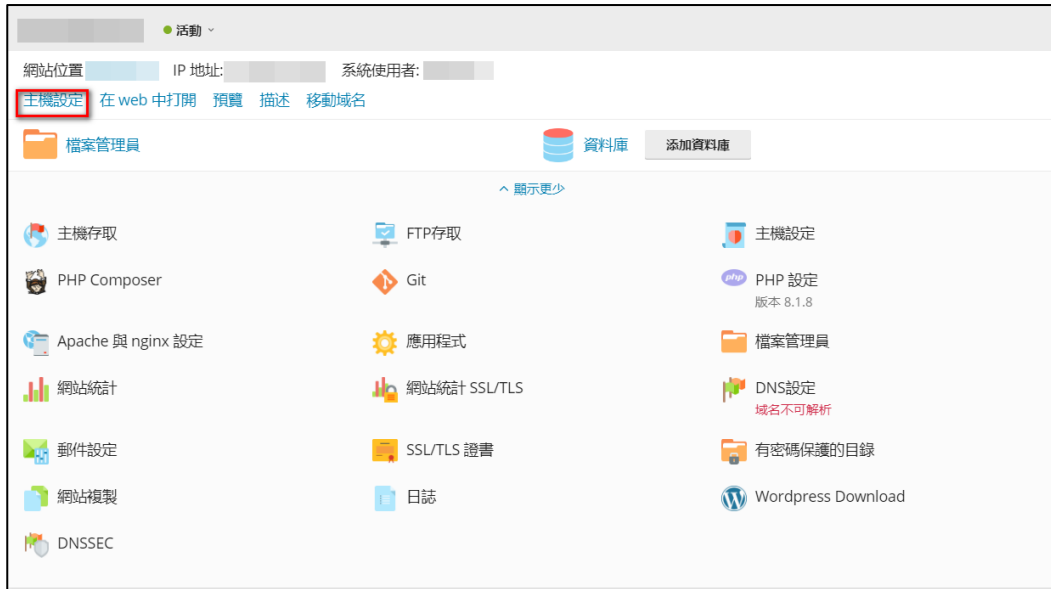 活動
網站位置 IP 地址: 系統使用者:
主機設定 在 web 中打開 預覽 描述 移動域名
檔案管理員 資料庫 添加資料庫
顯示更少
主機存取 FTP存取 主機設定
PHP Composer Git php PHP 設定
版本 8.1.8
Apache 與 nginx 設定 應用程式 檔案管理員
網站統計 網站統計 SSL/TLS DNS設定
域名不可解析
郵件設定 SSL/TLS 證書 有密碼保護的目錄
網站複製 日誌 Wordpress Download
DNSSEC